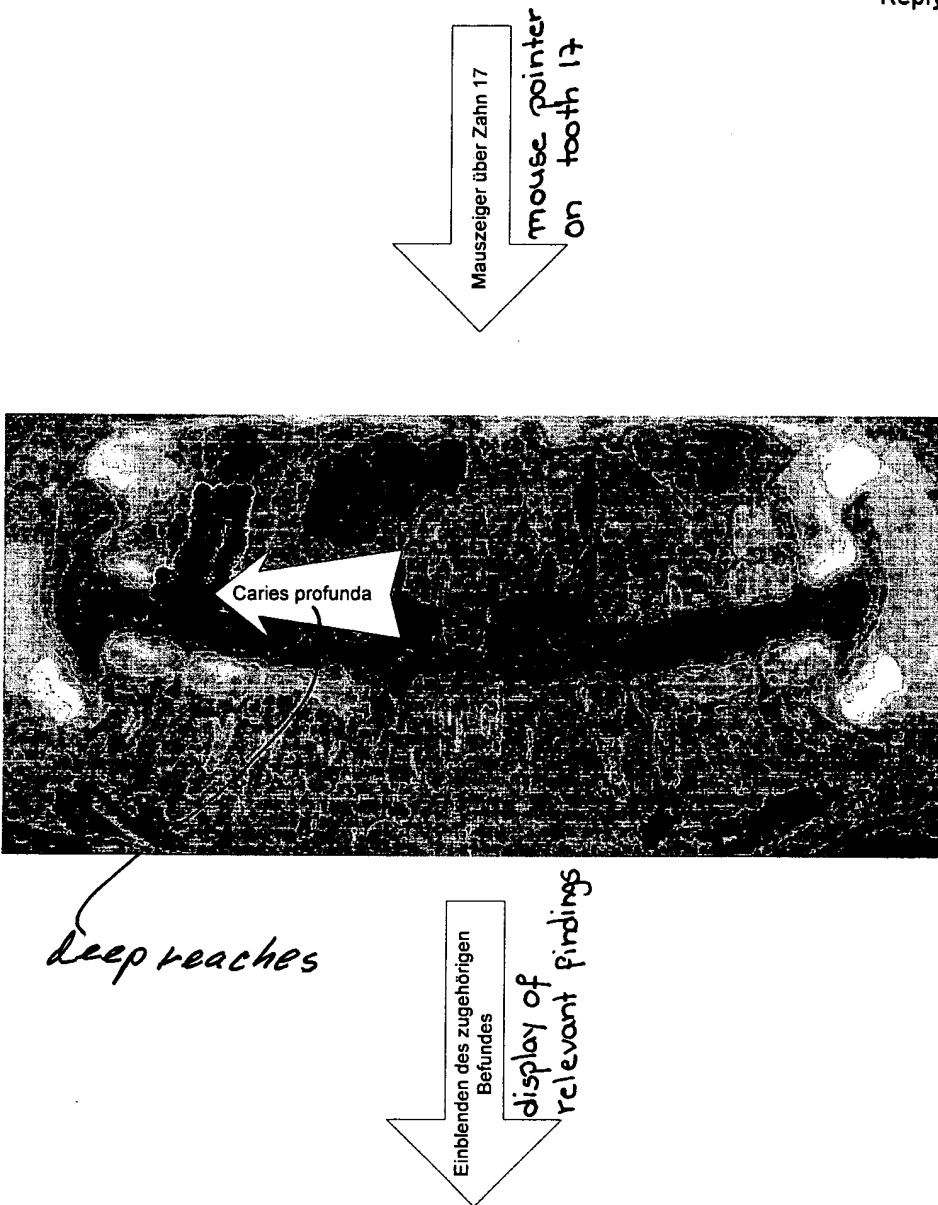 Reply
Mauszeiger über Zahn 17
mouse pointer
on tooth 17
Caries profunda
deep reaches
Einblenden des zugehörigen
Befundes
display of
relevant findings